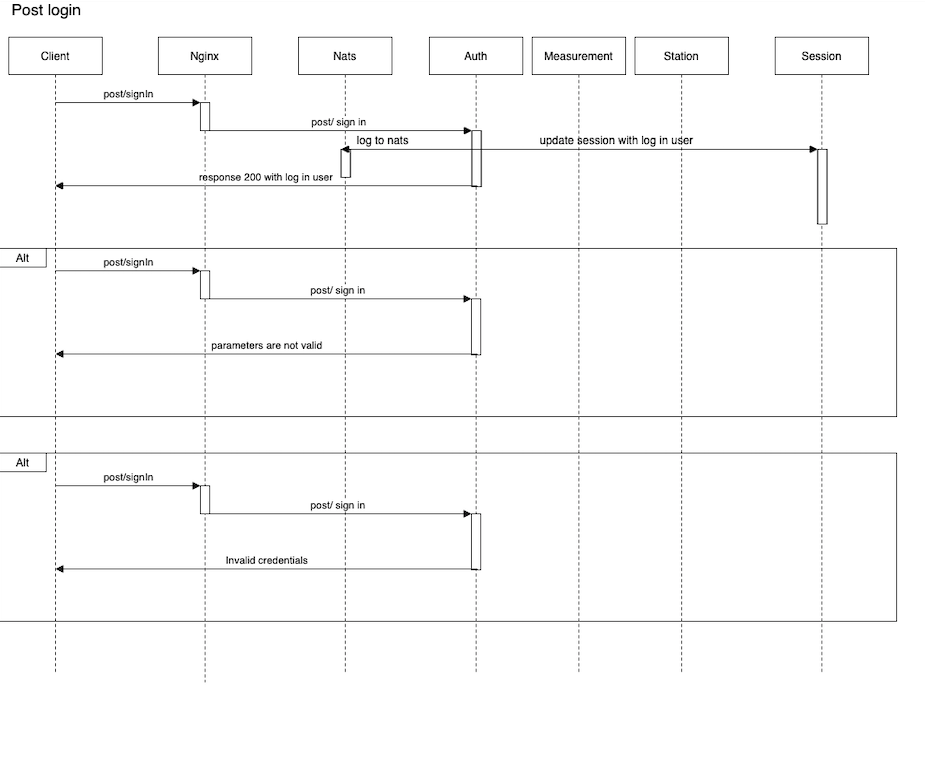 Post login
Client
Nginx
Nats
Auth
Measurement
Station
Session
post/signIn
post/ sign in
log to nats
update session with log in user
response 200 with log in user
Alt
post/signIn
post/ sign in
parameters are not valid
Alt
post/signIn
post/ sign in
Invalid credentials